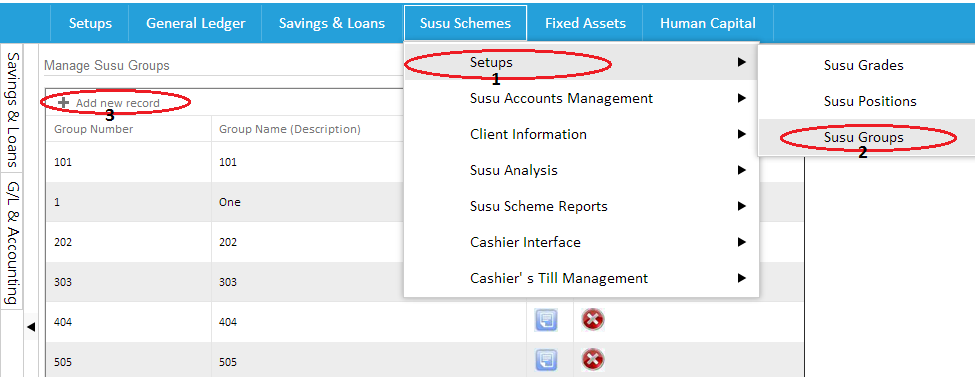 Setups General Ledger Savings & Loans Susu Schemes Fixed Assets Human Capital
Savings & Loans
G/L & Accounting
Manage Susu Groups
Add new record
3
Group Number Group Name (Description)
101 101
1 One
202 202
303 303
404 404
505 505
Setups
1
Susu Accounts Management
Client Information
Susu Analysis
Susu Scheme Reports
Cashier Interface
Cashier' s Till Management
Susu Grades
Susu Positions
Susu Groups
2